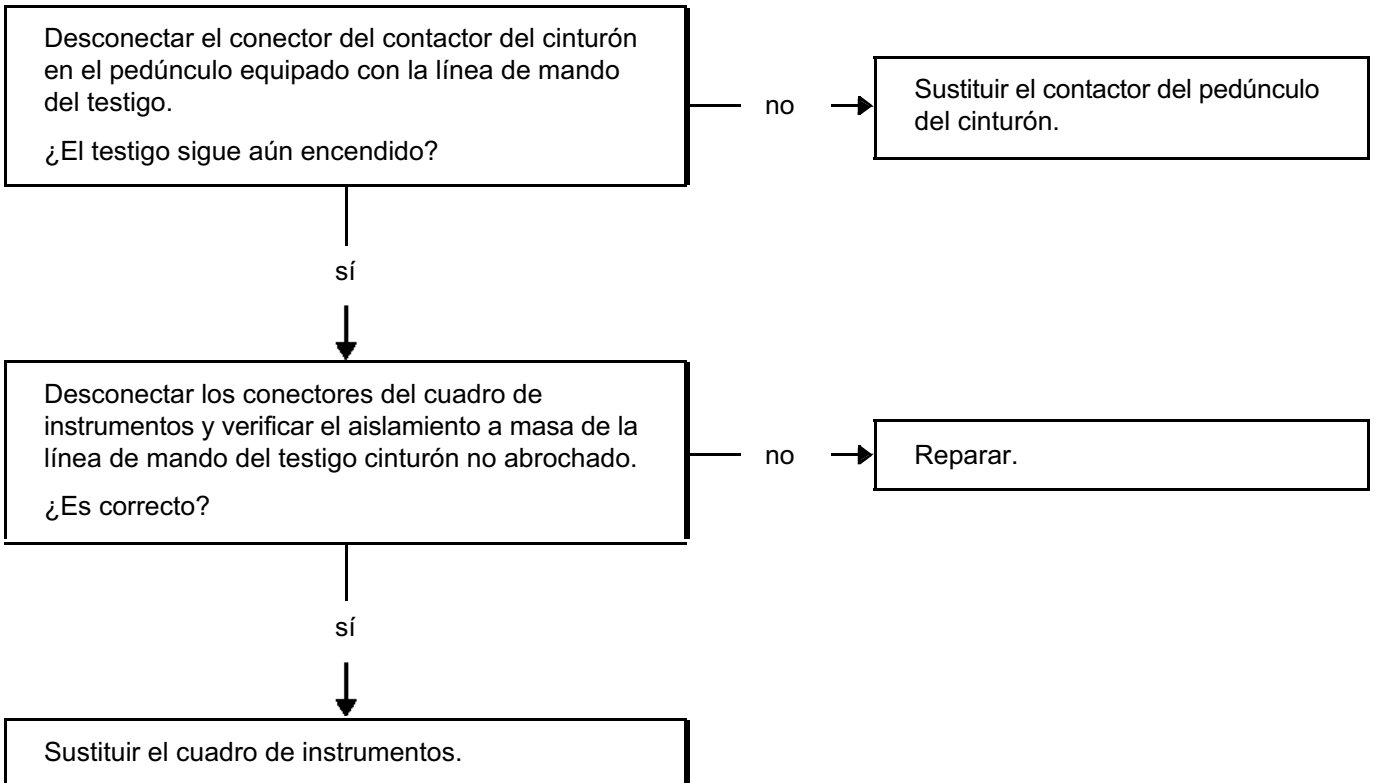 Desconectar el conector del contactor del cinturón
en el pedúnculo equipado con la línea de mando
del testigo.
¿El testigo sigue aún encendido?
no
Sustituir el contactor del pedúnculo
del cinturón.
sí
Desconectar los conectores del cuadro de
instrumentos y verificar el aislamiento a masa de la
línea de mando del testigo cinturón no abrochado.
¿Es correcto?
no
Reparar.
sí
Sustituir el cuadro de instrumentos.